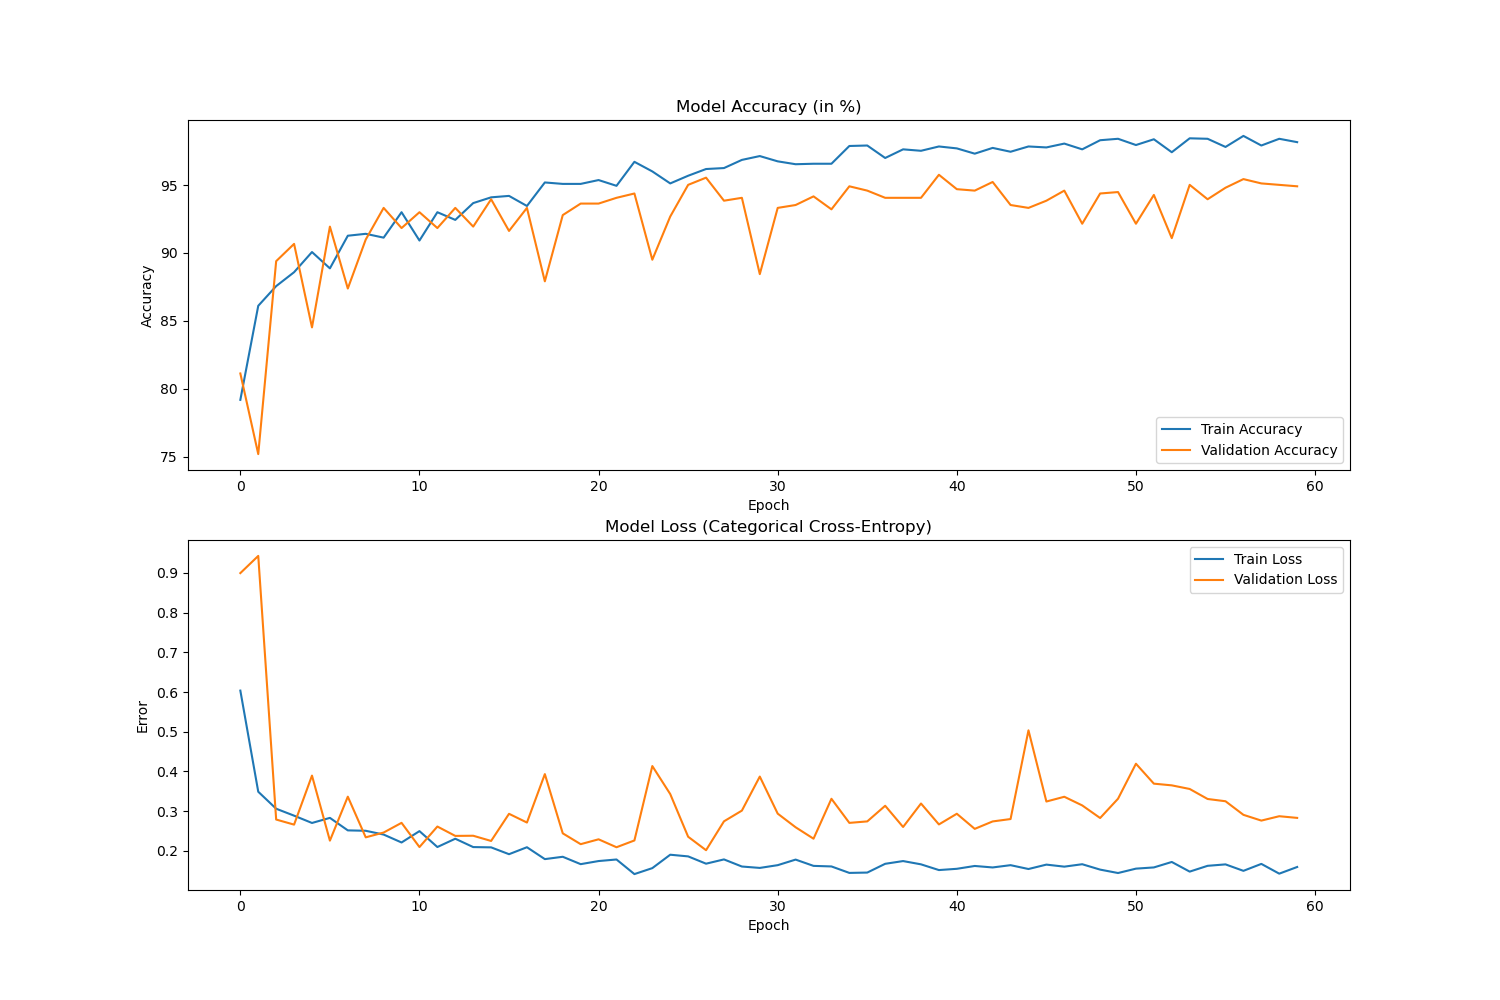 Model Accuracy (in %)
95
90
85
80
75
Accuracy
Train Accuracy
Validation Accuracy
0 10 20 30 40 50 60
Epoch
Model Loss (Categorical Cross-Entropy)
Train Loss
Validation Loss
0.9
0.8
0.7
0.6
0.5
0.4
0.3
0.2
Error
0 10 20 30 40 50 60
Epoch